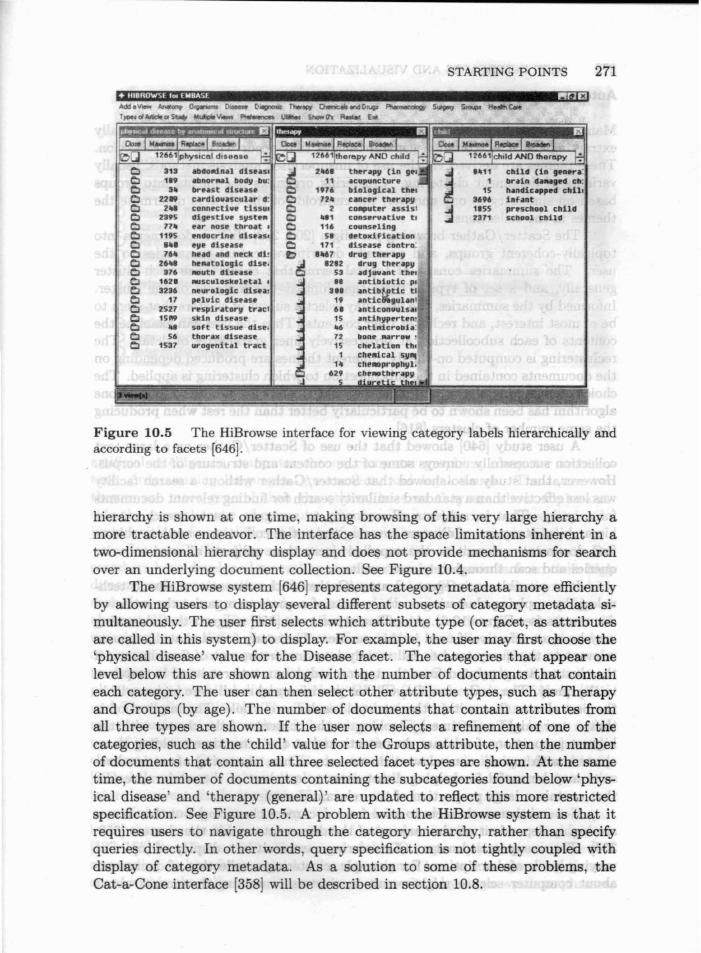 STARTING POINTS 271
HIBROWSE for EMBASE
Add a View Anatomy Organisms Disease Diagnosis Therapy Chemicals and Drugs Pharmacology Surgery Groups Health Care
Types of Article or Study Multiple Views Preferences Utilities Show 0's Restart Exit
physical disease by anatomical structure
Close Maximise Replace Broaden
12661 physical disease
313 abdominal diseas
189 abnormal body bu
34 breast disease
2209 cardiovascular d
248 connective tissu
2395 digestive system
774 ear nose throat
1195 endocrine diseas
840 eye disease
764 head and neck di
2648 hematologic dise
376 mouth disease
1620 musculoskeletal
3236 neurologic disea
17 pelvic disease
2527 respiratory tract
1509 skin disease
48 soft tissue dise
56 thorax disease
1537 urogenital tract
therapy
Close Maximise Replace Broaden
12661 therapy AND child
2468 therapy (in ge
11 acupuncture
1976 biological the
724 cancer therapy
2 computer assis
481 conservative t
116 counseling
58 detoxification
171 disease contro
8467 drug therapy
8282 drug therapy
53 adjuvant the
88 antibiotic p
300 antibiotic t
19 anticoagulan
60 anticonvulsa
15 antihyperten
46 antimicrobia
72 bone marrow
15 chelation th
1 chemical sym
14 chemoprophyl
629 chemotherapy
5 diuretic the
child
Close Maximise Replace Broaden
12661 child AND therapy
8411 child (in genera
1 brain damaged ch
15 handicapped chil
3696 infant
1855 preschool child
2371 school child
3 view(s)
Figure 10.5 The HiBrowse interface for viewing category labels hierarchically and
according to facets [646].
hierarchy is shown at one time, making browsing of this very large hierarchy a
more tractable endeavor. The interface has the space limitations inherent in a
two-dimensional hierarchy display and does not provide mechanisms for search
over an underlying document collection. See Figure 10.4.
The HiBrowse system [646] represents category metadata more efficiently
by allowing users to display several different subsets of category metadata si-
multaneously. The user first selects which attribute type (or facet, as attributes
are called in this system) to display. For example, the user may first choose the
'physical disease' value for the Disease facet. The categories that appear one
level below this are shown along with the number of documents that contain
each category. The user can then select other attribute types, such as Therapy
and Groups (by age). The number of documents that contain attributes from
all three types are shown. If the user now selects a refinement of one of the
categories, such as the 'child' value for the Groups attribute, then the number
of documents that contain all three selected facet types are shown. At the same
time, the number of documents containing the subcategories found below 'phys-
ical disease' and 'therapy (general)' are updated to reflect this more restricted
specification. See Figure 10.5. A problem with the HiBrowse system is that it
requires users to navigate through the category hierarchy, rather than specify
queries directly. In other words, query specification is not tightly coupled with
display of category metadata. As a solution to some of these problems, the
Cat-a-Cone interface [358] will be described in section 10.8.